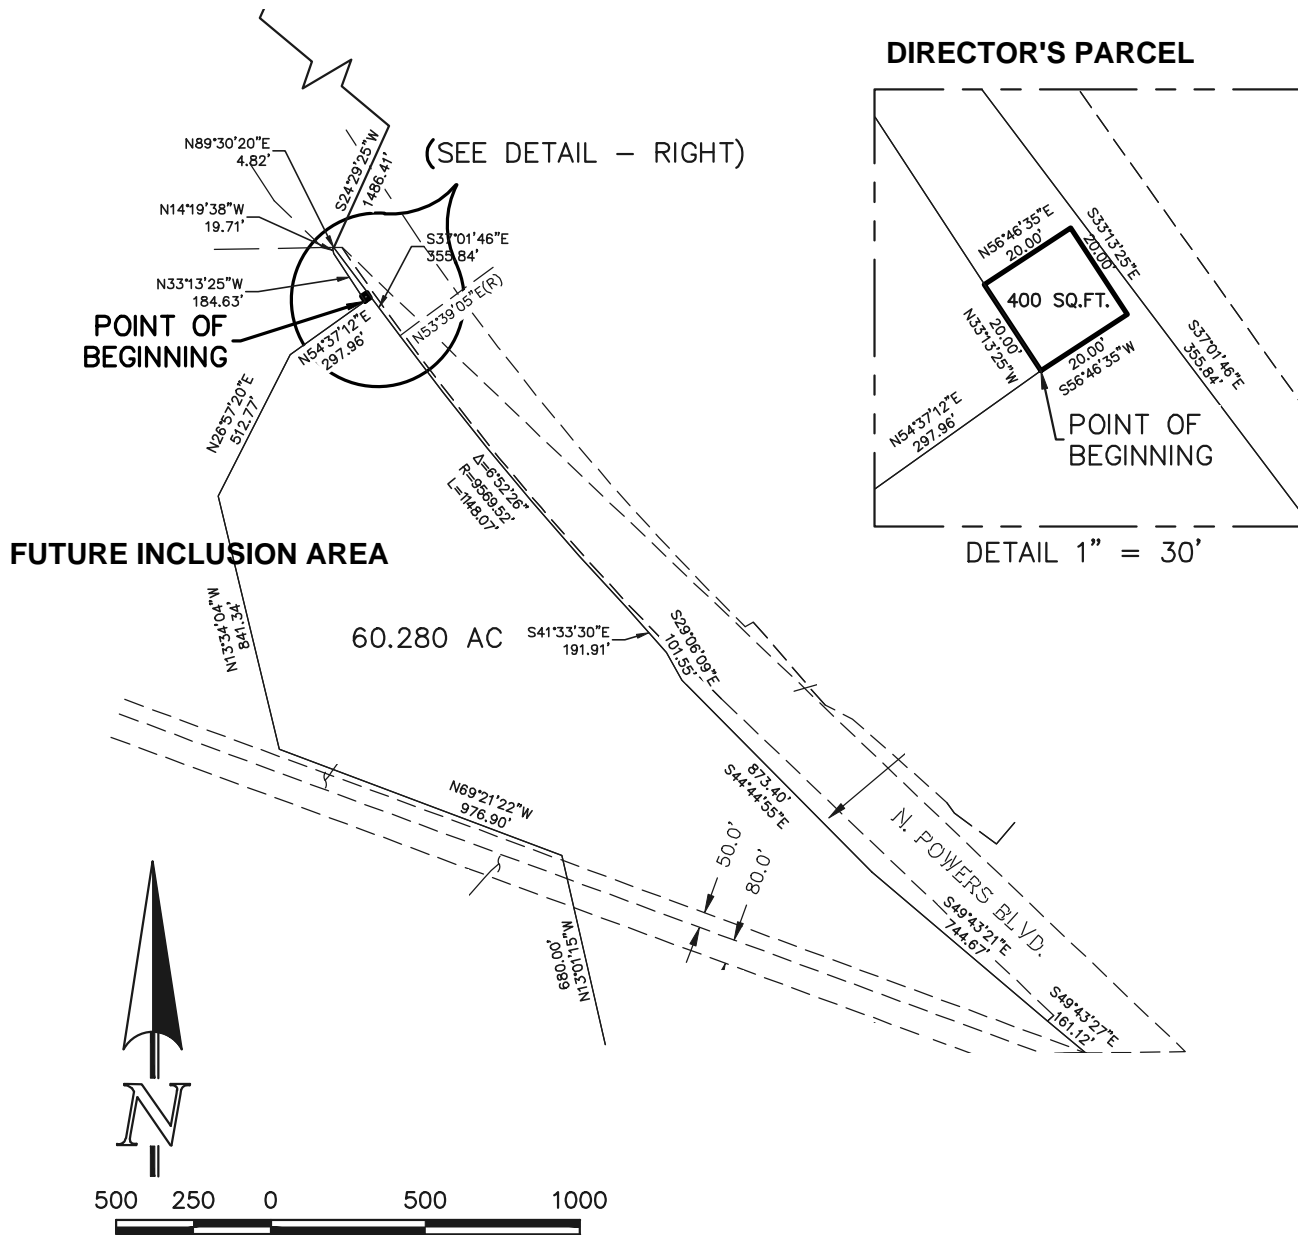 DIRECTOR'S PARCEL
(SEE DETAIL – RIGHT)
N89°30'20"E
4.82'
S24°29'25"W
1486.41'
N14°19'38"W
19.71'
S37°01'46"E
355.84'
N33°13'25"W
184.63'
N53°39'05"E(R)
POINT OF
BEGINNING
N54°37'12"E
297.96'
N26°57'20"E
512.77'
Δ=6°52'26"
R=9569.52'
L=1148.07'
FUTURE INCLUSION AREA
N13°34'04"W
841.34'
60.280 AC
S41°33'30"E
191.91'
S29°06'09"E
101.55'
N69°21'22"W
976.90'
873.40'
S44°44'55"E
50.0'
80.0'
N. POWERS BLVD.
S49°43'21"E
744.67'
N13°01'15"W
680.00'
S49°43'27"E
161.12'
N56°46'35"E
20.00'
S33°13'25"E
20.00'
400 SQ.FT.
20.00'
N33°13'25"W
20.00'
S56°46'35"W
S37°01'46"E
355.84'
N54°37'12"E
297.96'
POINT OF
BEGINNING
DETAIL 1" = 30'
N
500 250 0 500 1000